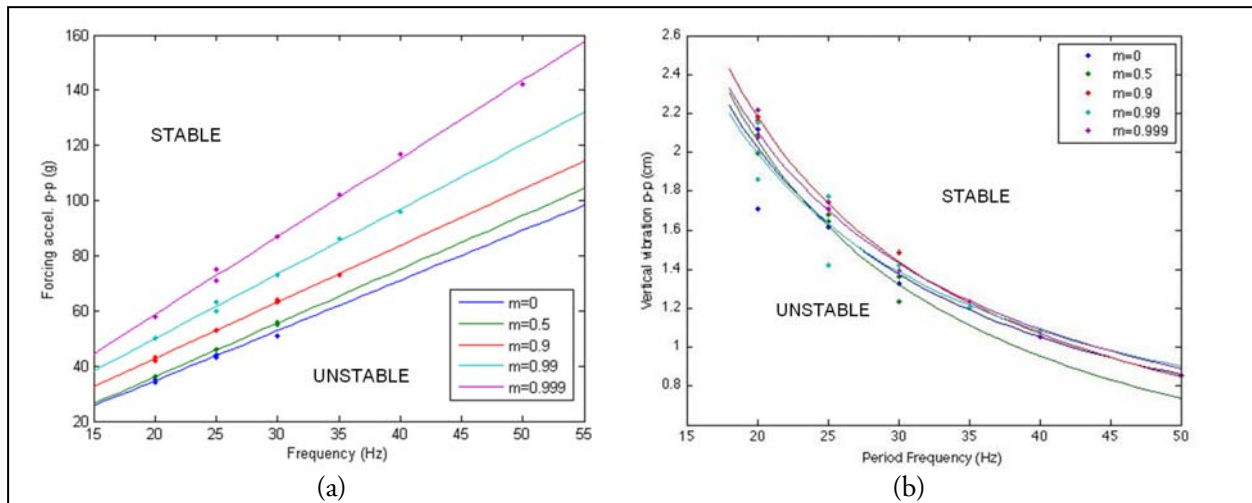 160
140
120
100
80
60
40
20
15 20 25 30 35 40 45 50 55
Forcing accel. p-p (g)
Frequency (Hz)
STABLE
UNSTABLE
m=0
m=0.5
m=0.9
m=0.99
m=0.999
(a)
2.6
2.4
2.2
2
1.8
1.6
1.4
1.2
1
0.8
15 20 25 30 35 40 45 50
Vertical vibration p-p (cm)
Period Frequency (Hz)
STABLE
UNSTABLE
m=0
m=0.5
m=0.9
m=0.99
m=0.999
(b)